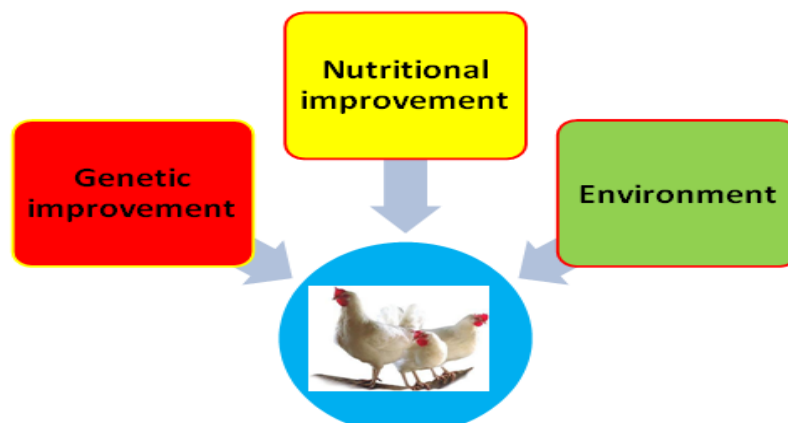 Nutritional
improvement
Genetic
improvement
Environment